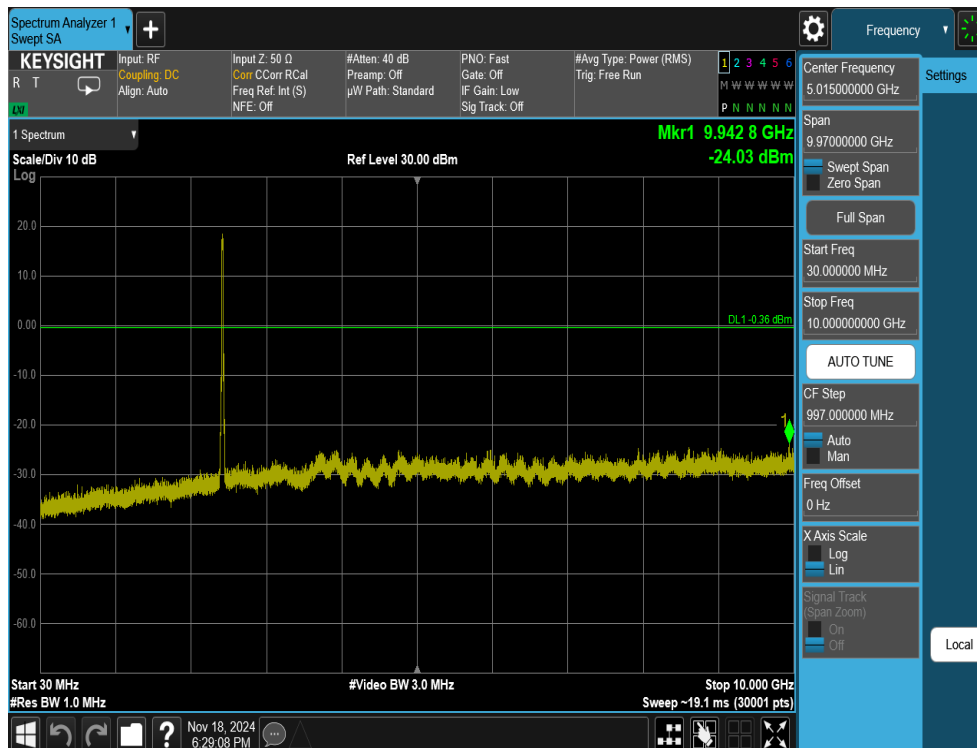 Spectrum Analyzer 1
Swept SA
+
Frequency
KEYSIGHT
R T
LXI
Input: RF
Coupling: DC
Align: Auto
Input Z: 50 Ω
Corr CCorr RCal
Freq Ref: Int (S)
NFE: Off
#Atten: 40 dB
Preamp: Off
µW Path: Standard
PNO: Fast
Gate: Off
IF Gain: Low
Sig Track: Off
#Avg Type: Power (RMS)
Trig: Free Run
1 2 3 4 5 6
M W W W W W
P N N N N N
1 Spectrum
Scale/Div 10 dB
Log
Ref Level 30.00 dBm
Mkr1 9.942 8 GHz
-24.03 dBm
20.0
10.0
0.00
DL1 -0.36 dBm
-10.0
-20.0
1
-30.0
-40.0
-50.0
-60.0
Start 30 MHz
#Video BW 3.0 MHz
Stop 10.000 GHz
#Res BW 1.0 MHz
Sweep ~19.1 ms (30001 pts)
Center Frequency
5.015000000 GHz
Settings
Span
9.97000000 GHz
Swept Span
Zero Span
Full Span
Start Freq
30.000000 MHz
Stop Freq
10.000000000 GHz
AUTO TUNE
CF Step
997.000000 MHz
Auto
Man
Freq Offset
0 Hz
X Axis Scale
Log
Lin
Signal Track
(Span Zoom)
On
Off
Local
?
Nov 18, 2024
6:29:08 PM